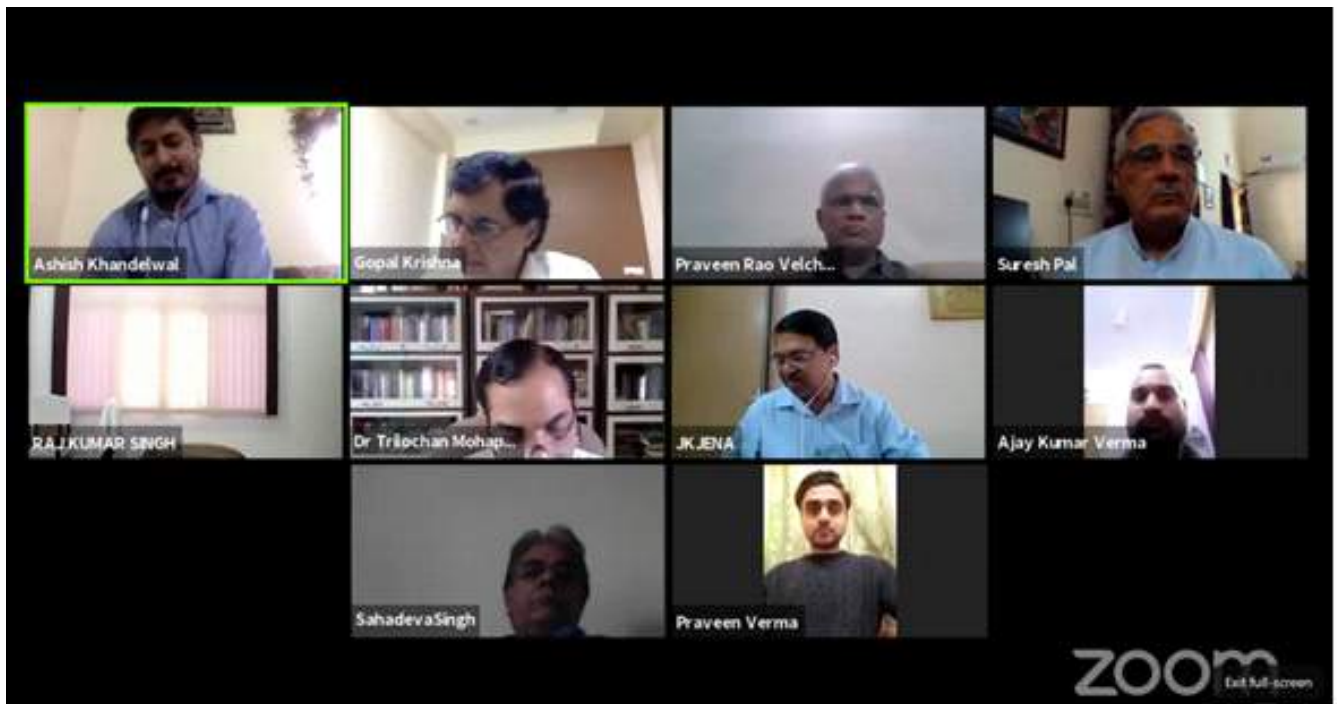 Ashish Khandelwal
Gopal Krishna
Praveen Rao Velch...
Suresh Pal
RAJ KUMAR SINGH
Dr Trilochan Mohap...
JK JENA
Ajay Kumar Verma
SahadevaSingh
Praveen Verma
zoom
Exit full-screen